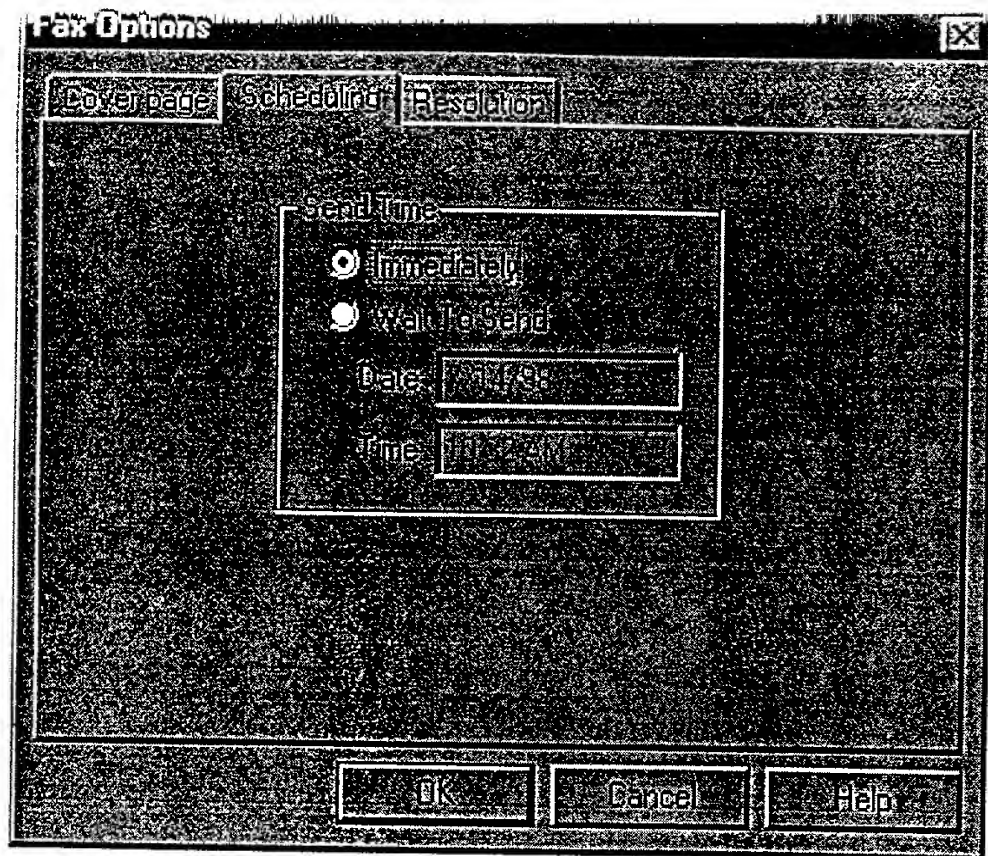 Fax Options
Cover page Scheduling Resolution
Send Time
Immediately
Wait To Send
Date:
Time:
OK Cancel Help